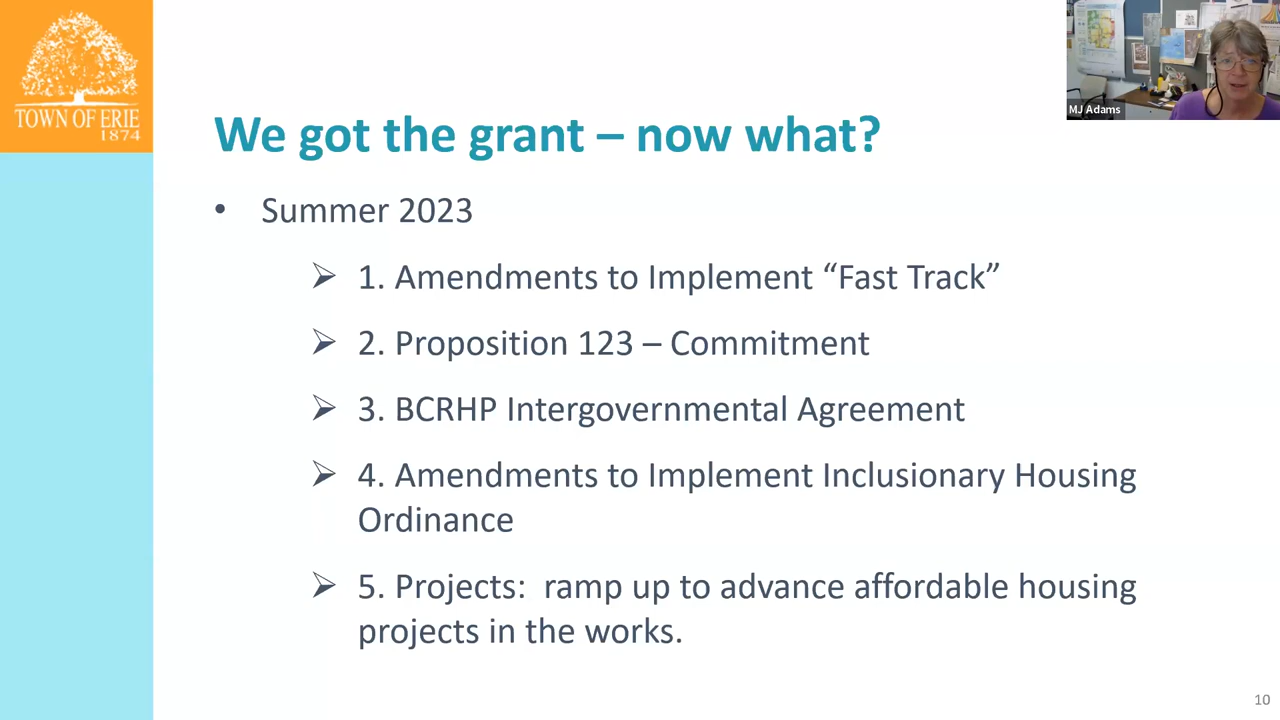 TOWN OF ERIE
1874
MJ Adams
We got the grant – now what?
• Summer 2023
➢ 1. Amendments to Implement “Fast Track”
➢ 2. Proposition 123 – Commitment
➢ 3. BCRHP Intergovernmental Agreement
➢ 4. Amendments to Implement Inclusionary Housing
Ordinance
➢ 5. Projects:  ramp up to advance affordable housing
projects in the works.
10